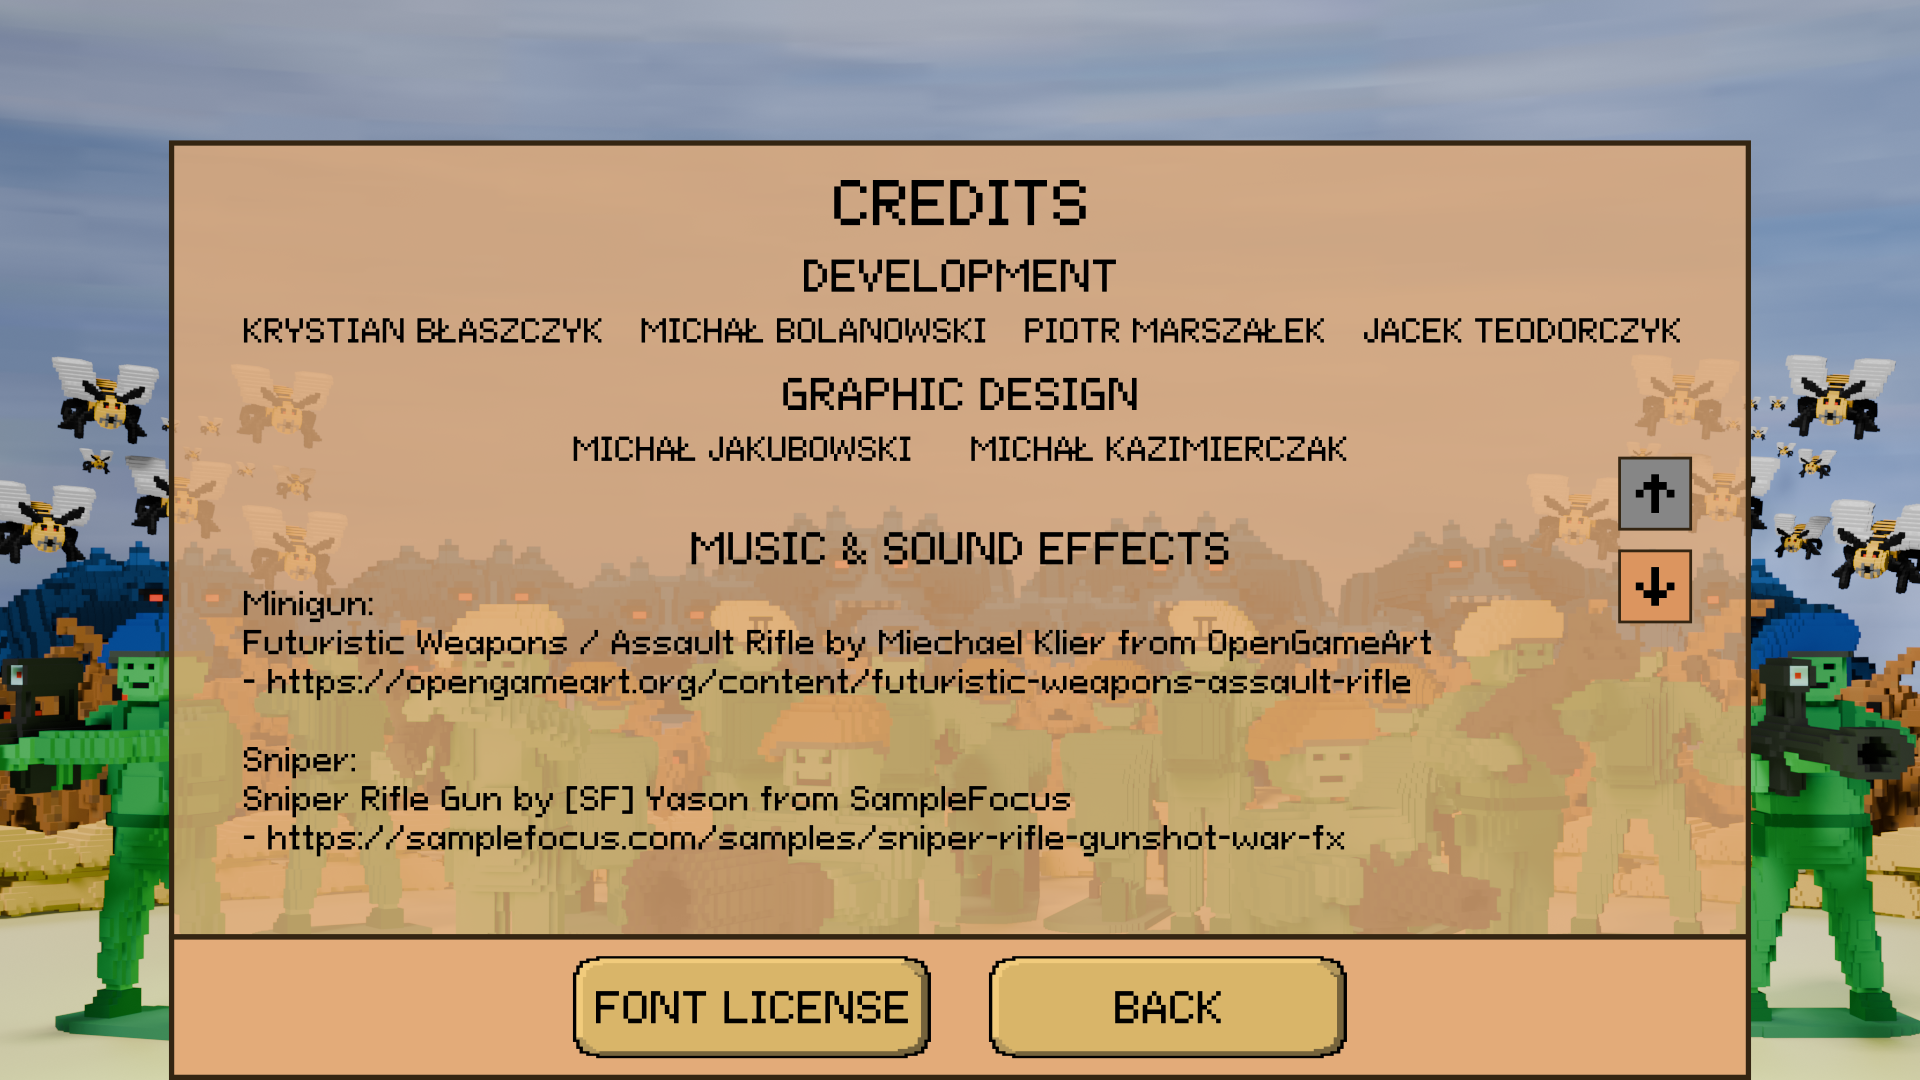 CREDITS
DEVELOPMENT
KRYSTIAN BŁASZCZYK MICHAŁ BOLANOWSKI PIOTR MARSZAŁEK JACEK TEODORCZYK
GRAPHIC DESIGN
MICHAŁ JAKUBOWSKI MICHAŁ KAZIMIERCZAK
MUSIC & SOUND EFFECTS
Minigun:
Futuristic Weapons / Assault Rifle by Miechael Klier from OpenGameArt
- https://opengameart.org/content/futuristic-weapons-assault-rifle
Sniper:
Sniper Rifle Gun by [SF] Yason from SampleFocus
- https://samplefocus.com/samples/sniper-rifle-gunshot-war-fx
FONT LICENSE
BACK